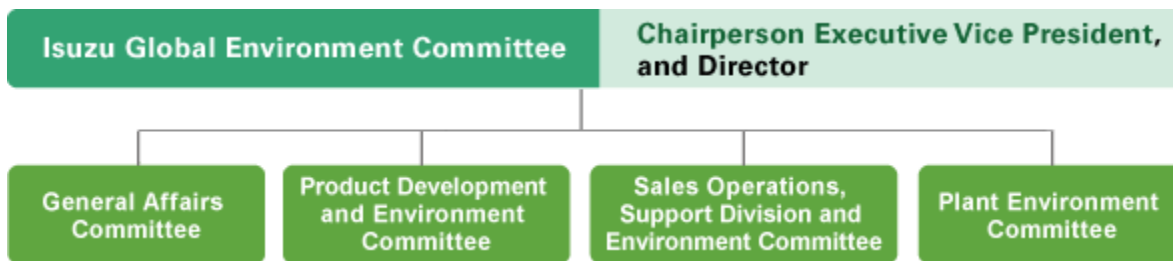 Isuzu Global Environment Committee
Chairperson Executive Vice President,
and Director
General Affairs
Committee
Product Development
and Environment
Committee
Sales Operations,
Support Division and
Environment Committee
Plant Environment
Committee